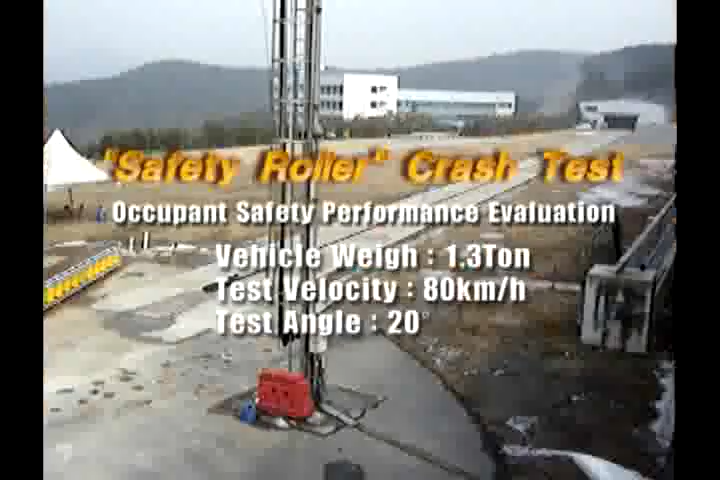 "Safety Roller" Crash Test
Occupant Safety Performance Evaluation
Vehicle Weigh : 1.3Ton
Test Velocity : 80km/h
Test Angle : 20°